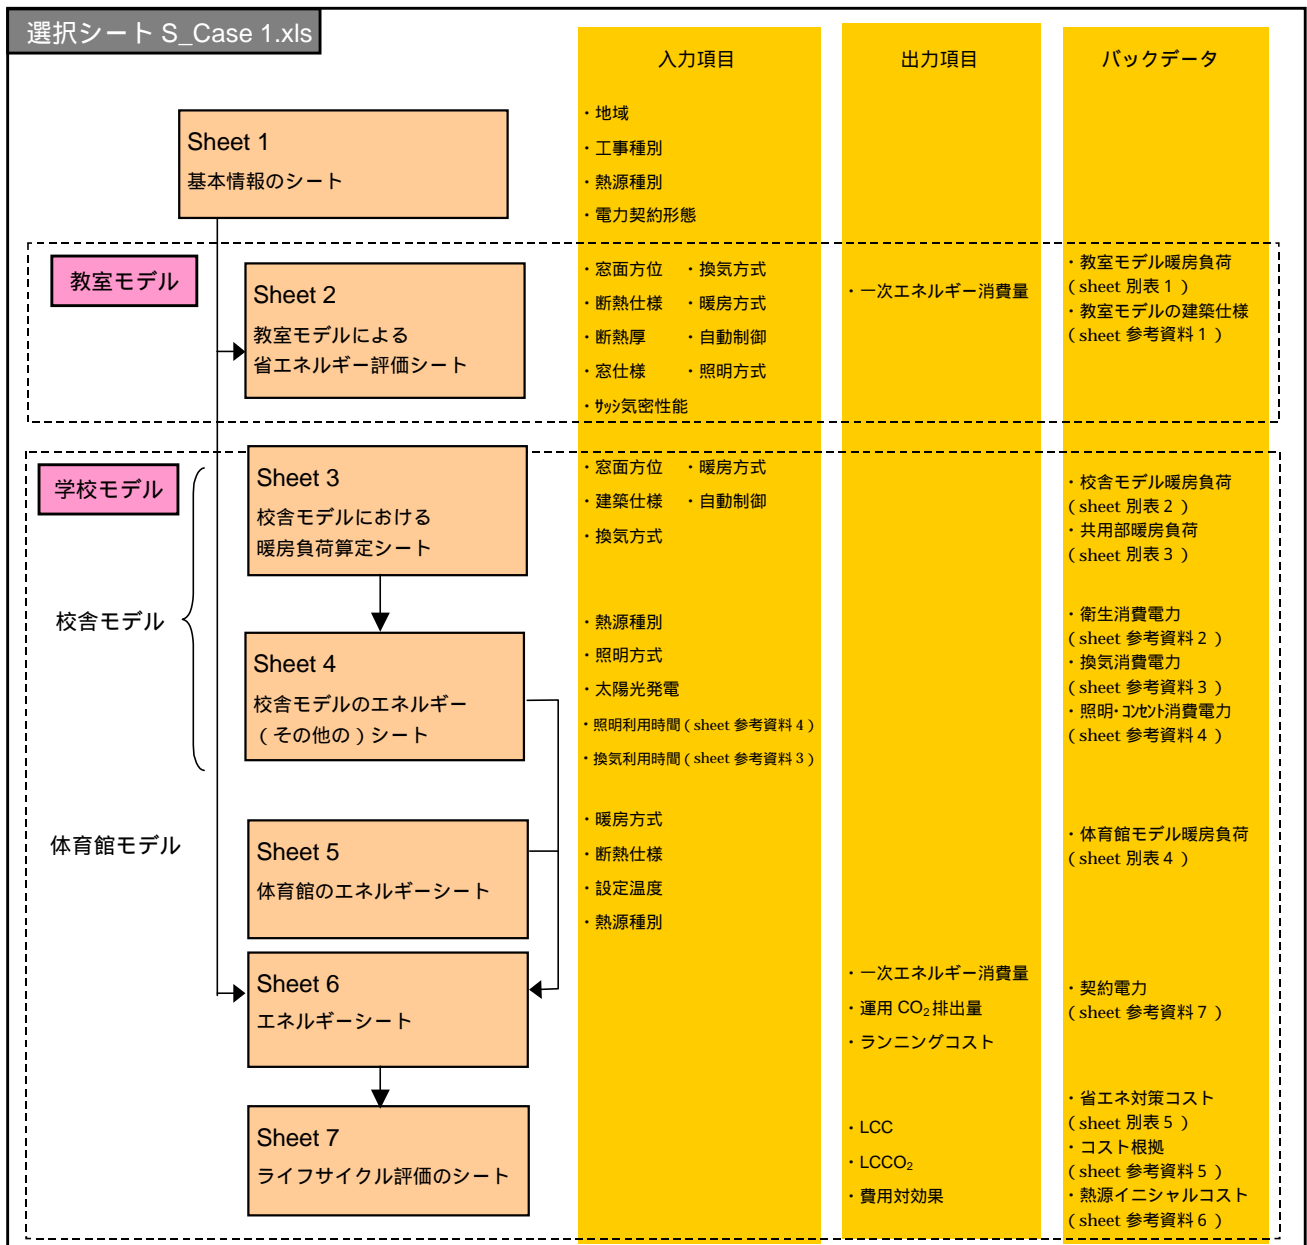 選択シート S_Case 1.xls
入力項目
出力項目
バックデータ
Sheet 1
基本情報のシート
・地域
・工事種別
・熱源種別
・電力契約形態
教室モデル
Sheet 2
教室モデルによる
省エネルギー評価シート
・窓面方位 ・換気方式
・断熱仕様 ・暖房方式
・断熱厚 ・自動制御
・窓仕様 ・照明方式
・ｻｯｼ気密性能
・一次エネルギー消費量
・教室モデル暖房負荷
（sheet 別表1）
・教室モデルの建築仕様
（sheet 参考資料1）
学校モデル
校舎モデル
Sheet 3
校舎モデルにおける
暖房負荷算定シート
・窓面方位 ・暖房方式
・建築仕様 ・自動制御
・換気方式
・校舎モデル暖房負荷
（sheet 別表2）
・共用部暖房負荷
（sheet 別表3）
Sheet 4
校舎モデルのエネルギー
（その他の）シート
・熱源種別
・照明方式
・太陽光発電
・照明利用時間（sheet 参考資料4）
・換気利用時間（sheet 参考資料3）
・衛生消費電力
（sheet 参考資料2）
・換気消費電力
（sheet 参考資料3）
・照明･ｺﾝｾﾝﾄ消費電力
（sheet 参考資料4）
体育館モデル
Sheet 5
体育館のエネルギーシート
・暖房方式
・断熱仕様
・設定温度
・熱源種別
・体育館モデル暖房負荷
（sheet 別表4）
Sheet 6
エネルギーシート
・一次エネルギー消費量
・運用 CO₂排出量
・ランニングコスト
・契約電力
（sheet 参考資料7）
Sheet 7
ライフサイクル評価のシート
・LCC
・LCCO₂
・費用対効果
・省エネ対策コスト
（sheet 別表5）
・コスト根拠
（sheet 参考資料5）
・熱源イニシャルコスト
（sheet 参考資料6）